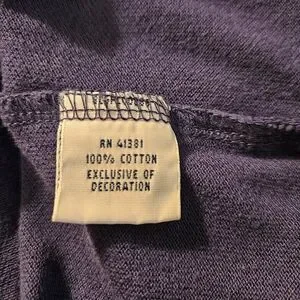 RN 41381
100% COTTON
EXCLUSIVE OF
DECORATION